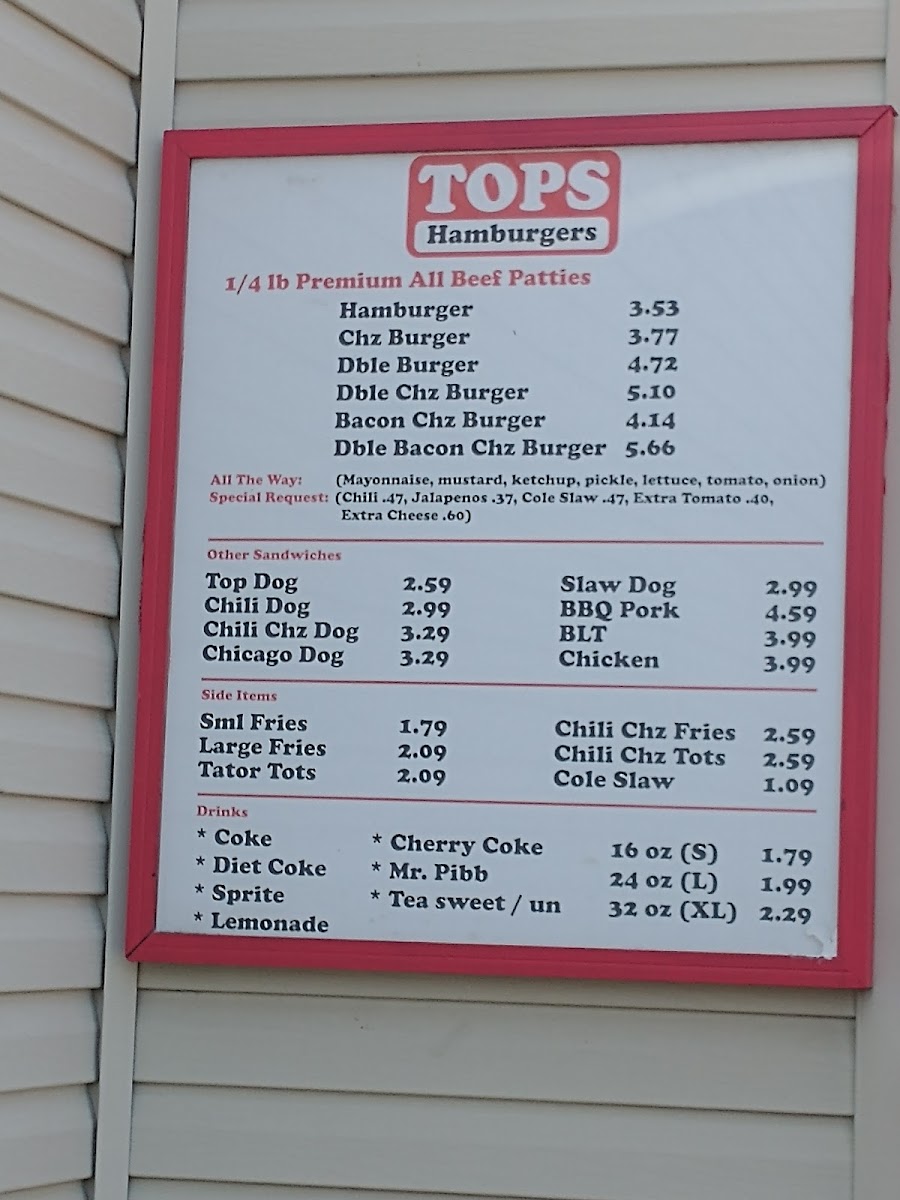 TOPS
Hamburgers
1/4 lb Premium All Beef Patties
Hamburger 3.53
Chz Burger 3.77
Dble Burger 4.72
Dble Chz Burger 5.10
Bacon Chz Burger 4.14
Dble Bacon Chz Burger 5.66
All The Way: (Mayonnaise, mustard, ketchup, pickle, lettuce, tomato, onion)
Special Request: (Chili .47, Jalapenos .37, Cole Slaw .47, Extra Tomato .40,
Extra Cheese .60)
Other Sandwiches
Top Dog 2.59 Slaw Dog 2.99
Chili Dog 2.99 BBQ Pork 4.59
Chili Chz Dog 3.29 BLT 3.99
Chicago Dog 3.29 Chicken 3.99
Side Items
Sml Fries 1.79 Chili Chz Fries 2.59
Large Fries 2.09 Chili Chz Tots 2.59
Tator Tots 2.09 Cole Slaw 1.09
Drinks
* Coke * Cherry Coke 16 oz (S) 1.79
* Diet Coke * Mr. Pibb 24 oz (L) 1.99
* Sprite * Tea sweet / un 32 oz (XL) 2.29
* Lemonade